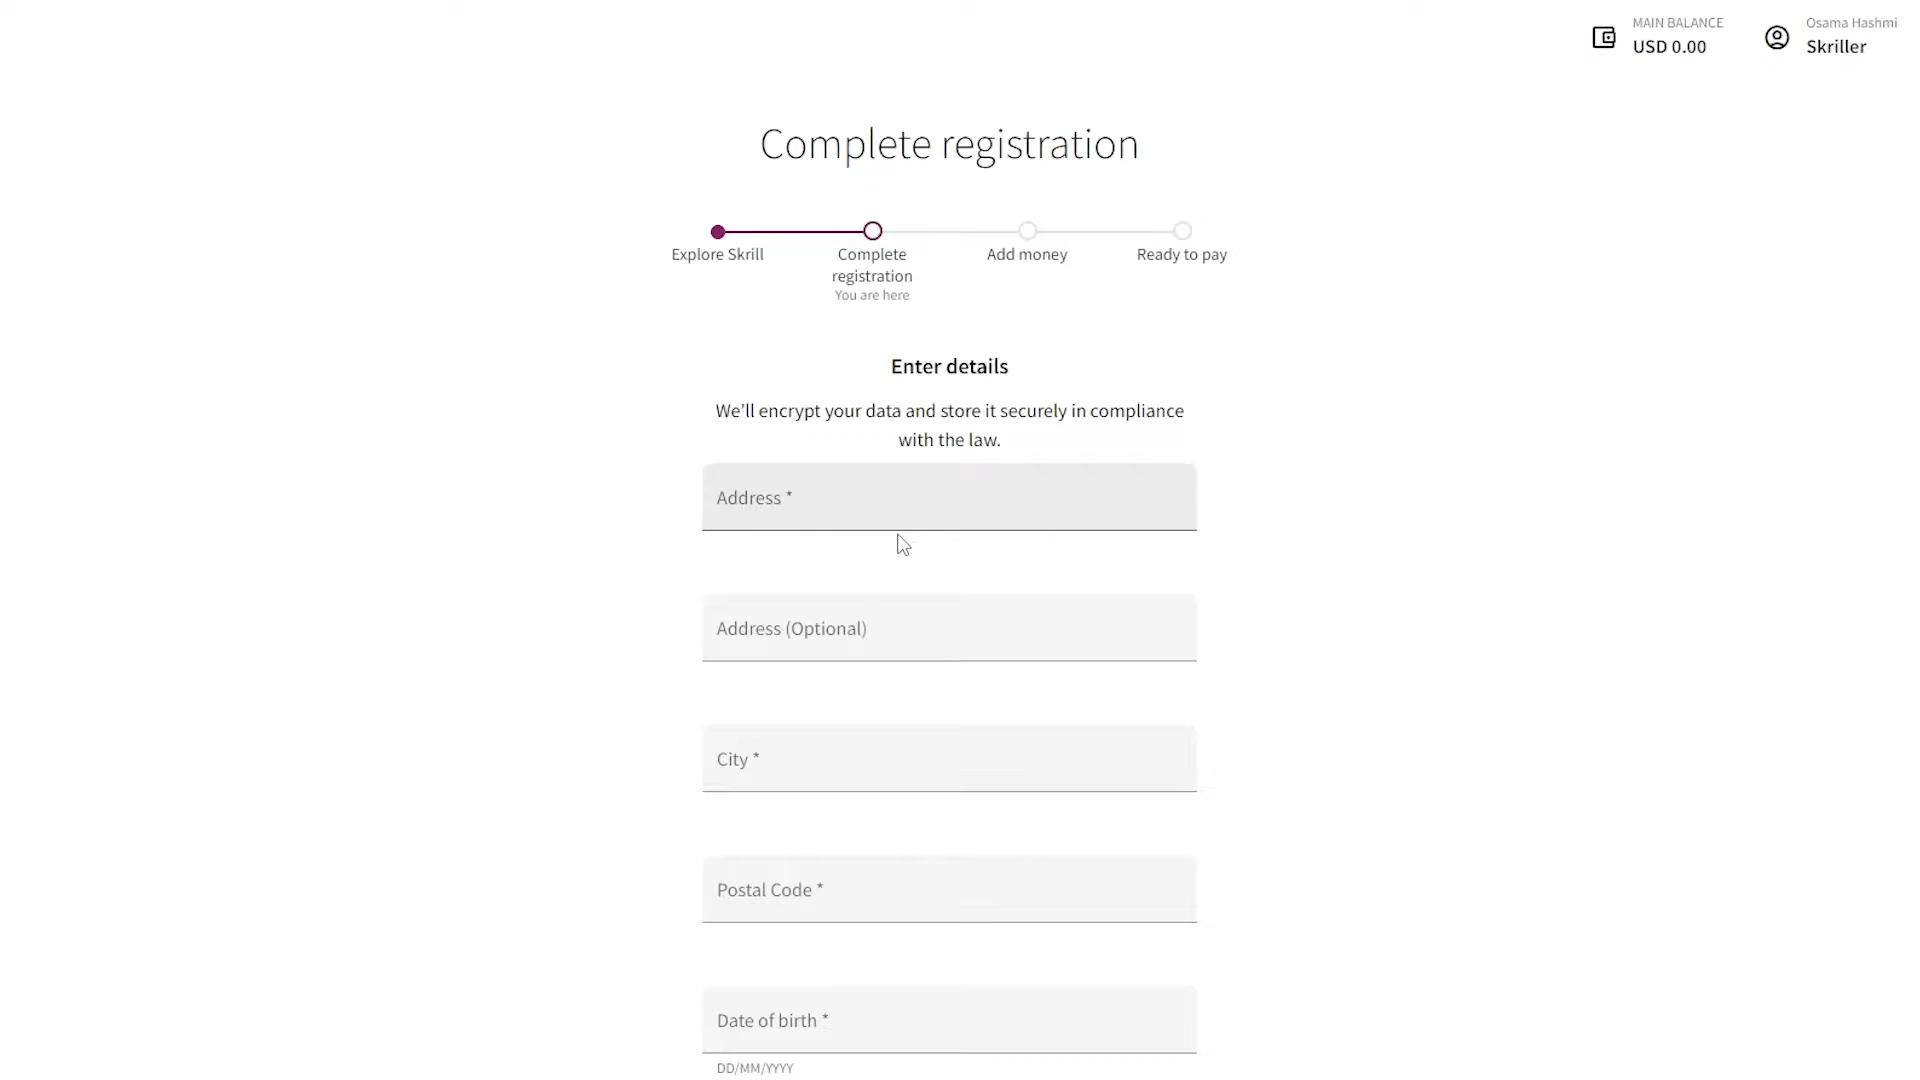 MAIN BALANCE
USD 0.00
Osama Hashmi
Skriller
Complete registration
Explore Skrill
Complete
registration
You are here
Add money
Ready to pay
Enter details
We'll encrypt your data and store it securely in compliance
with the law.
Address *
Address (Optional)
City *
Postal Code *
Date of birth *
DD/MM/YYYY